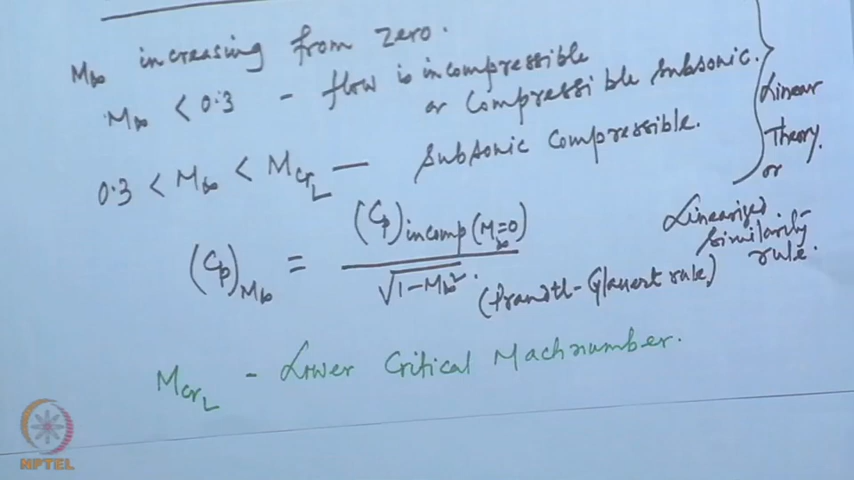 M∞ increasing from zero.
M∞ < 0.3 - flow is incompressible
or compressible subsonic.
0.3 < M∞ < Mcr_L — Subsonic compressible.
Linear
Theory.
or
Linearized
similarity
rule.
(Cp)M∞ = (Cp)incomp(M∞=0) / √1-M∞²
(Prandtl-Glauert rule)
Mcr_L - Lower Critical Mach number.
NPTEL